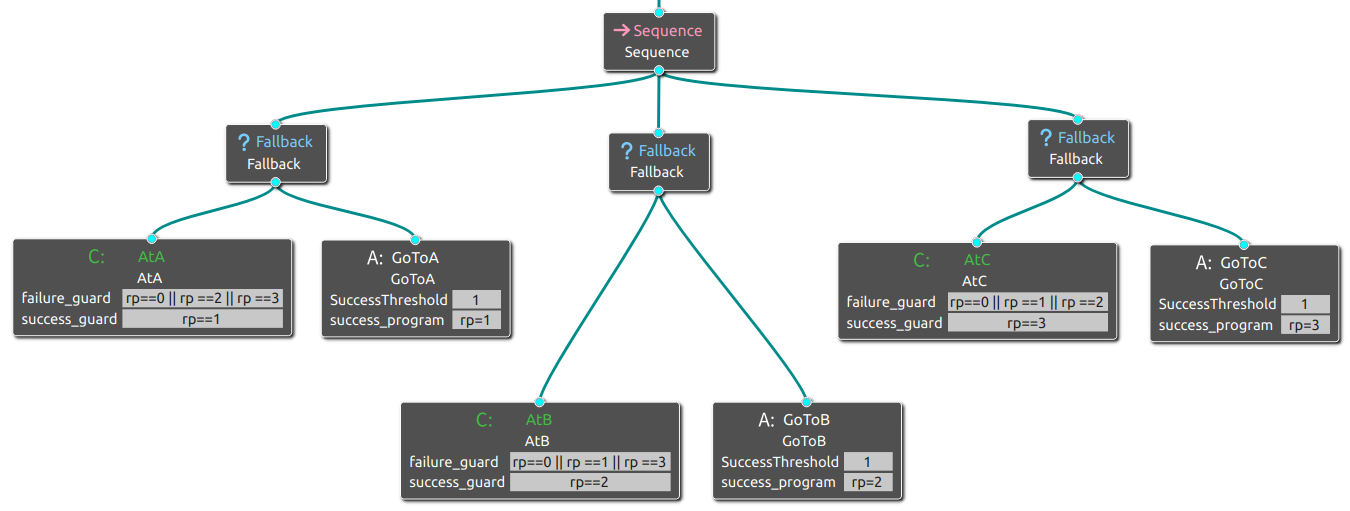 Sequence
Sequence
? Fallback
Fallback
? Fallback
Fallback
? Fallback
Fallback
C: AtA
AtA
failure_guard rp==0 || rp ==2 || rp ==3
success_guard rp==1
A: GoToA
GoToA
SuccessThreshold 1
success_program rp=1
C: AtB
AtB
failure_guard rp==0 || rp ==1 || rp ==3
success_guard rp==2
A: GoToB
GoToB
SuccessThreshold 1
success_program rp=2
C: AtC
AtC
failure_guard rp==0 || rp ==1 || rp ==2
success_guard rp==3
A: GoToC
GoToC
SuccessThreshold 1
success_program rp=3